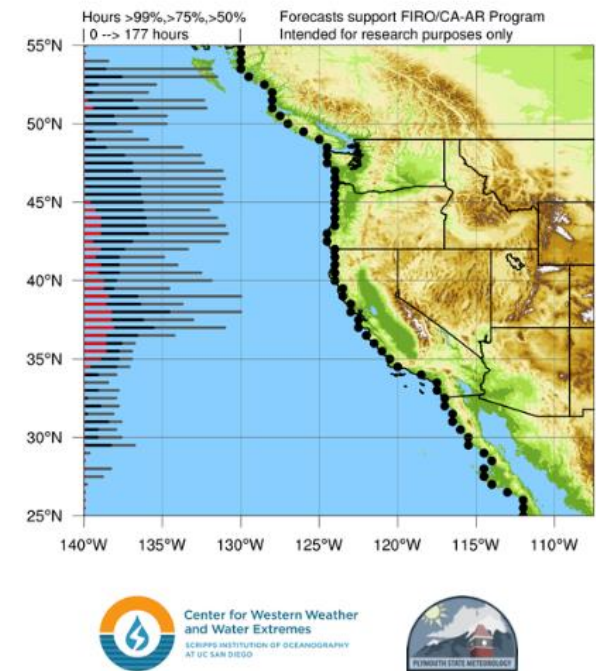 Hours >99%,>75%,>50%
| 0 --> 177 hours |
Forecasts support FIRO/CA-AR Program
Intended for research purposes only
55°N
50°N
45°N
40°N
35°N
30°N
25°N
140°W
135°W
130°W
125°W
120°W
115°W
110°W
Center for Western Weather
and Water Extremes
SCRIPPS INSTITUTION OF OCEANOGRAPHY
AT UC SAN DIEGO
PLYMOUTH STATE METEOROLOGY